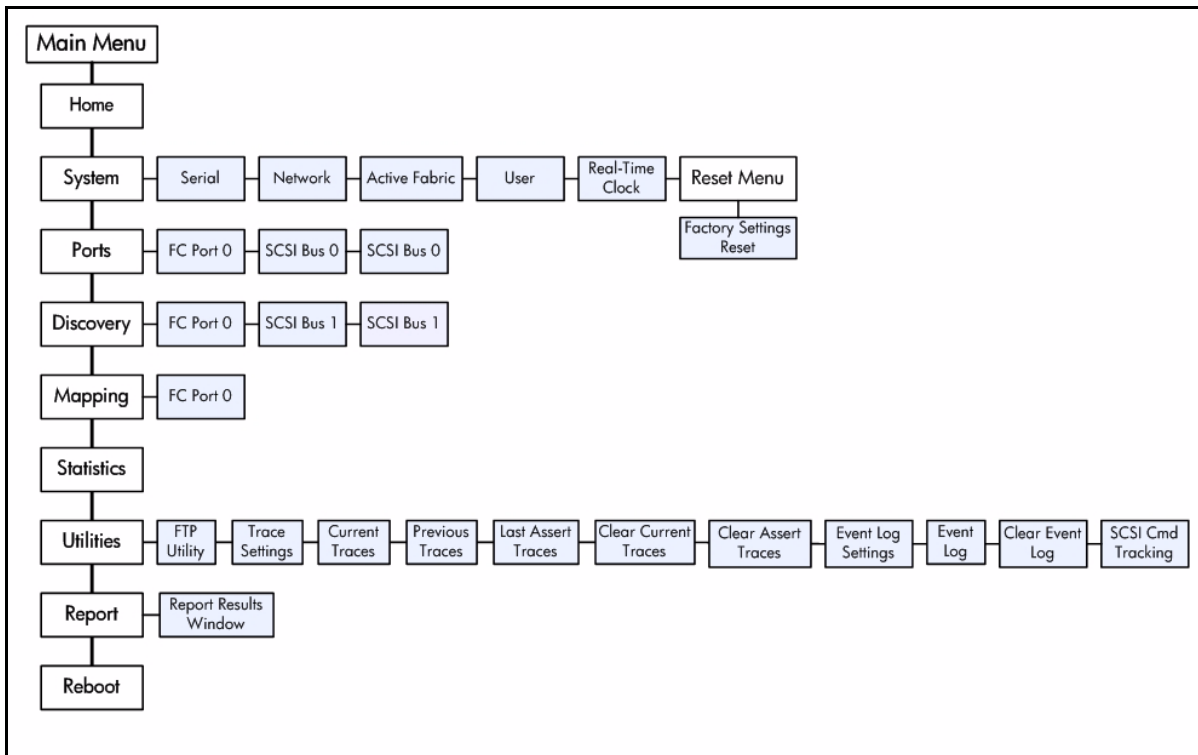 Main Menu
Home
System
Serial
Network
Active Fabric
User
Real-Time
Clock
Reset Menu
Factory Settings
Reset
Ports
FC Port 0
SCSI Bus 0
SCSI Bus 0
Discovery
FC Port 0
SCSI Bus 1
SCSI Bus 1
Mapping
FC Port 0
Statistics
Utilities
FTP
Utility
Trace
Settings
Current
Traces
Previous
Traces
Last Assert
Traces
Clear Current
Traces
Clear Assert
Traces
Event Log
Settings
Event
Log
Clear Event
Log
SCSI Cmd
Tracking
Report
Report Results
Window
Reboot